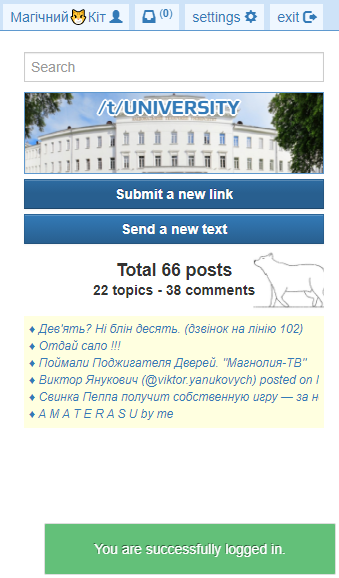 Магічний🐱Кіт
(0)
settings
exit
Search
/t/UNIVERSITY
Submit a new link
Send a new text
Total 66 posts
22 topics - 38 comments
♦ Дев'ять? Ні блін десять. (дзвінок на лінію 102)
♦ Отдай сало !!!
♦ Поймали Поджигателя Дверей. "Магнолия-ТВ"
♦ Виктор Янукович (@viktor.yanukovych) posted on I
♦ Свинка Пеппа получит собственную игру — за н
♦ A M A T E R A S U by me
You are successfully logged in.